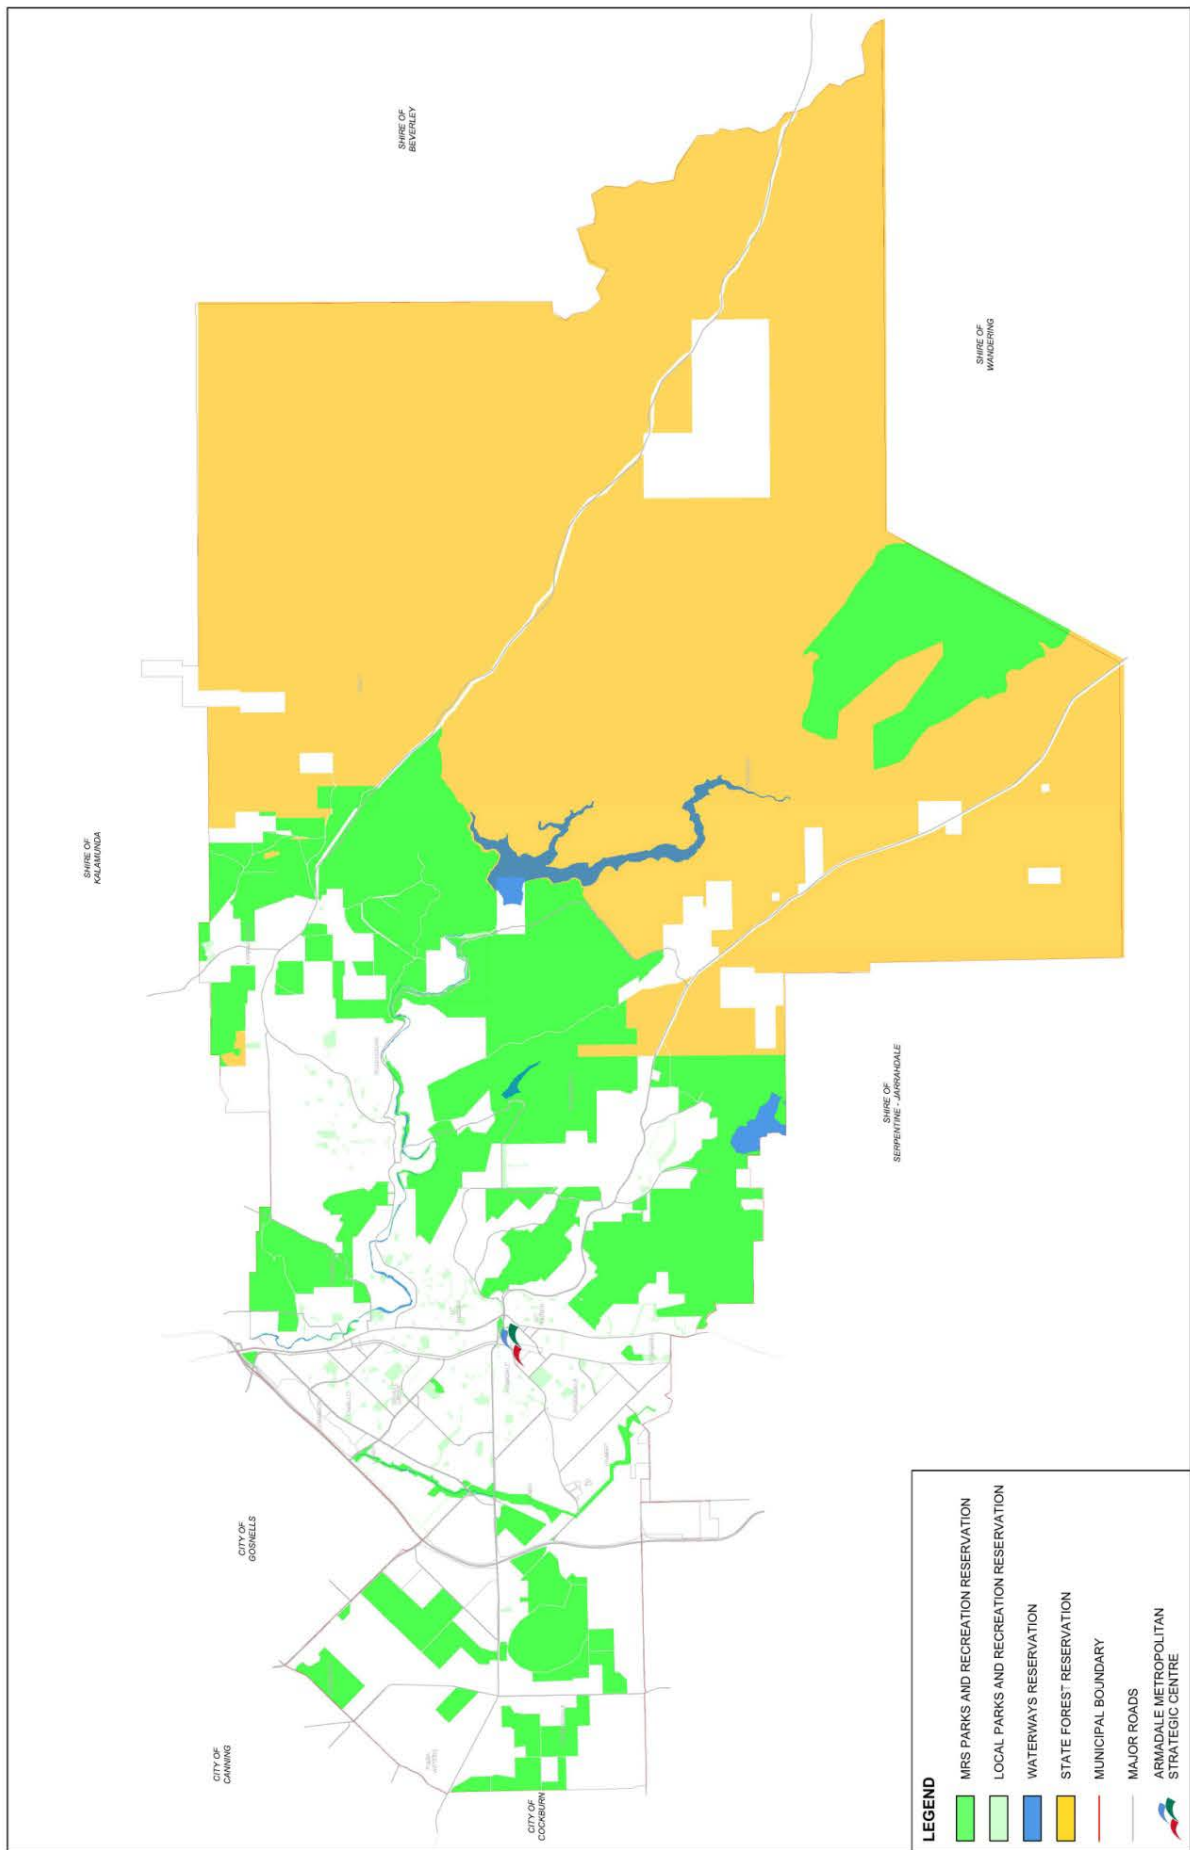 SHIRE OF
BEVERLEY
SHIRE OF
WANDERING
SHIRE OF
KALAMUNDA
SHIRE OF
SERPENTINE - JARRAHDALE
CITY OF
GOSNELLS
CITY OF
CANNING
CITY OF
COCKBURN
LEGEND
MRS PARKS AND RECREATION RESERVATION
LOCAL PARKS AND RECREATION RESERVATION
WATERWAYS RESERVATION
STATE FOREST RESERVATION
MUNICIPAL BOUNDARY
MAJOR ROADS
ARMADALE METROPOLITAN
STRATEGIC CENTRE